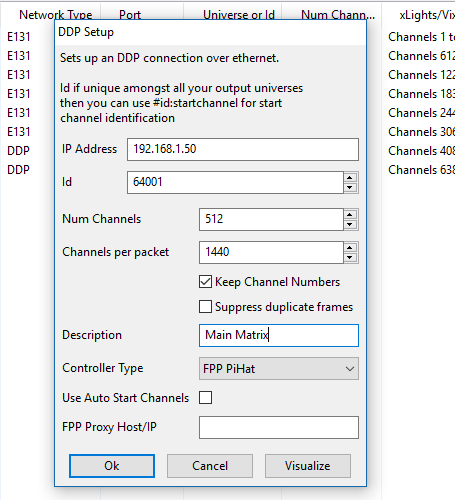 Network Type Port Universe or Id Num Chann... xLights/Vix
DDP Setup
E131 Channels 1 to
Sets up an DDP connection over ethernet.
E131 Channels 612
E131 Channels 122
Id if unique amongst all your output universes
E131 Channels 183
then you can use #id:startchannel for start
E131 Channels 244
channel identification
E131 Channels 306
DDP Channels 408
DDP Channels 638
IP Address 192.168.1.50
Id 64001
Num Channels 512
Channels per packet 1440
Keep Channel Numbers
Suppress duplicate frames
Description Main Matrix
Controller Type FPP PiHat
Use Auto Start Channels
FPP Proxy Host/IP
Ok Cancel Visualize